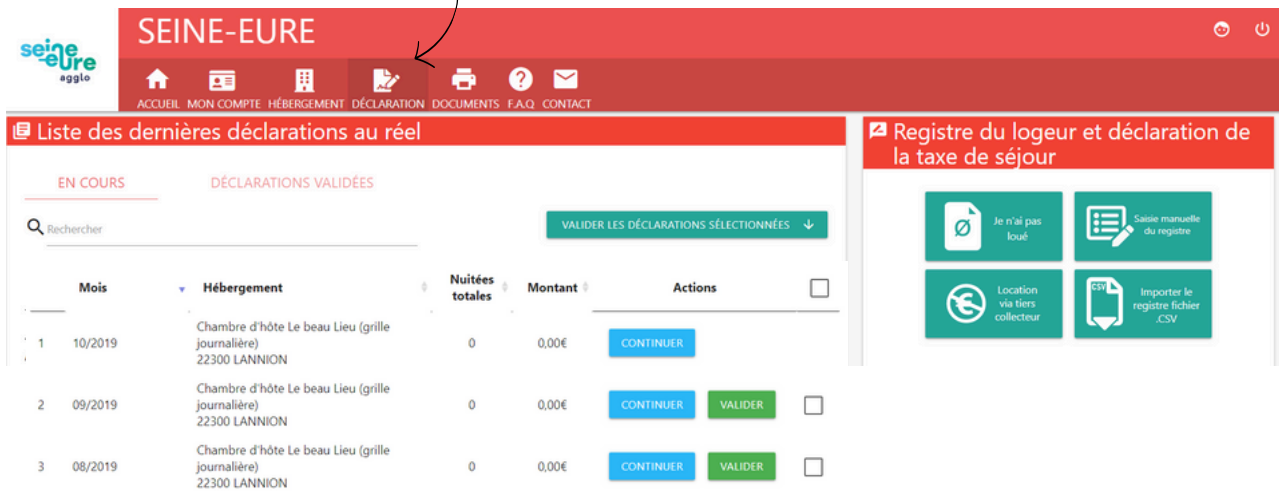 seine
eure
agglo
SEINE-EURE
ACCUEIL MON COMPTE HÉBERGEMENT DÉCLARATION DOCUMENTS F.A.Q CONTACT
Liste des dernières déclarations au réel
EN COURS DÉCLARATIONS VALIDÉES
Rechercher
VALIDER LES DÉCLARATIONS SÉLECTIONNÉES
Mois Hébergement Nuitées totales Montant Actions
1 10/2019 Chambre d'hôte Le beau Lieu (grille
journalière)
22300 LANNION
0 0,00€ CONTINUER
2 09/2019 Chambre d'hôte Le beau Lieu (grille
journalière)
22300 LANNION
0 0,00€ CONTINUER VALIDER
3 08/2019 Chambre d'hôte Le beau Lieu (grille
journalière)
22300 LANNION
0 0,00€ CONTINUER VALIDER
Registre du logeur et déclaration de
la taxe de séjour
Je n'ai pas
loué
Saisie manuelle
du registre
Location
via tiers
collecteur
CSV
Importer le
registre fichier
.CSV